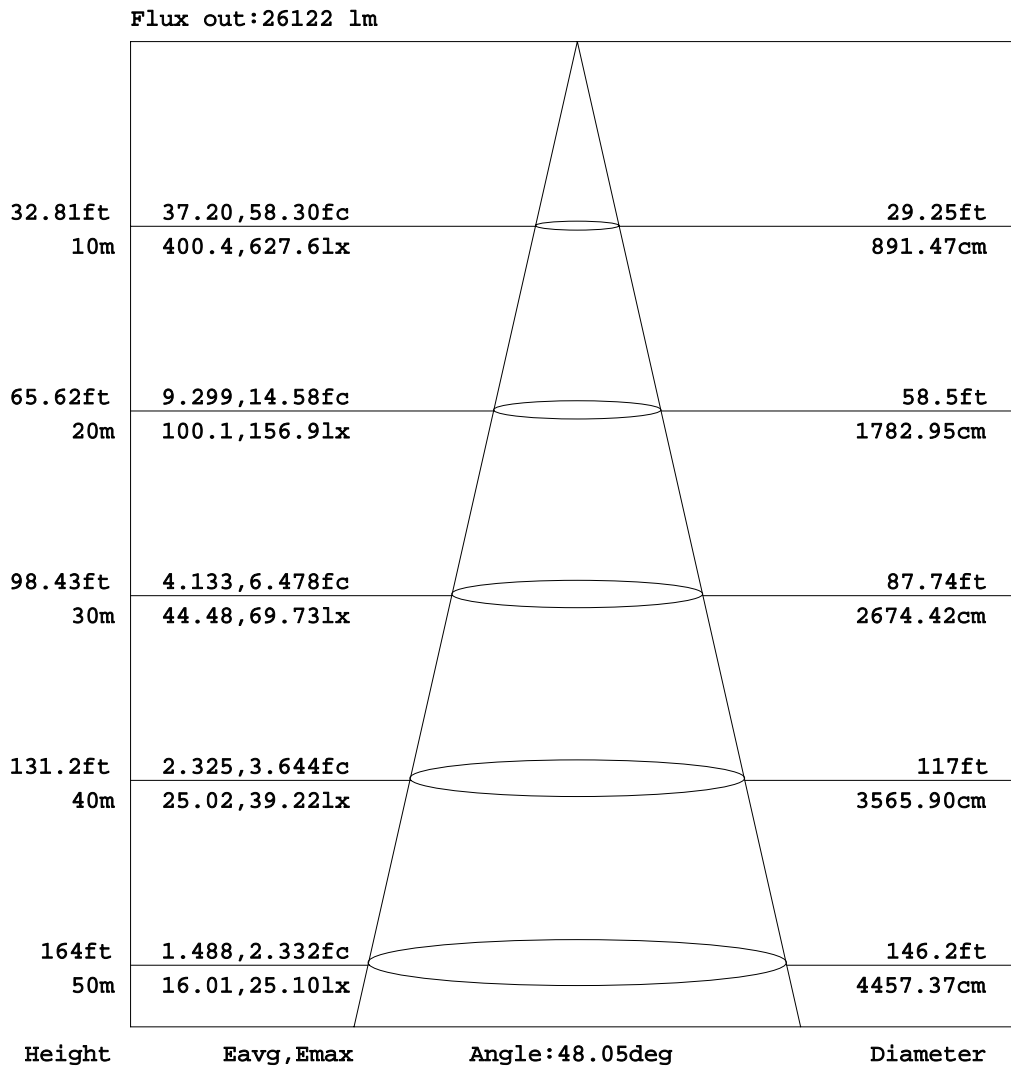 Flux out:26122 lm
32.81ft 37.20,58.30fc 29.25ft
10m 400.4,627.6lx 891.47cm
65.62ft 9.299,14.58fc 58.5ft
20m 100.1,156.9lx 1782.95cm
98.43ft 4.133,6.478fc 87.74ft
30m 44.48,69.73lx 2674.42cm
131.2ft 2.325,3.644fc 117ft
40m 25.02,39.22lx 3565.90cm
164ft 1.488,2.332fc 146.2ft
50m 16.01,25.10lx 4457.37cm
Height Eavg,Emax Angle:48.05deg Diameter